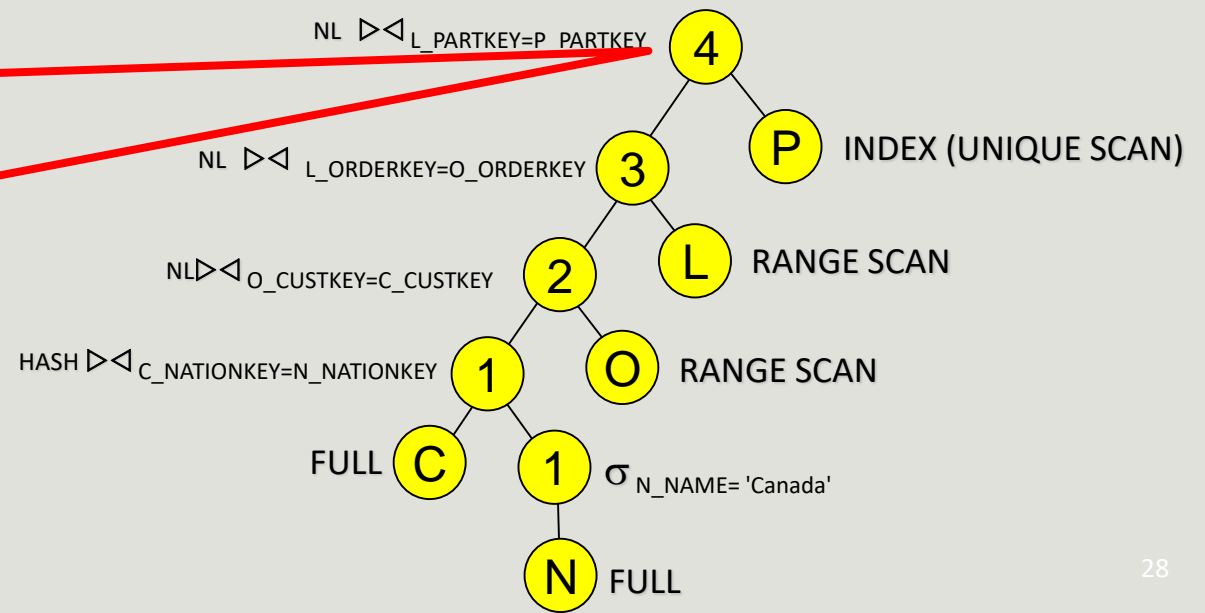 NL ▷◁ L_PARTKEY=P_PARTKEY
4
P
INDEX (UNIQUE SCAN)
NL ▷◁ L_ORDERKEY=O_ORDERKEY
3
L
RANGE SCAN
NL▷◁ O_CUSTKEY=C_CUSTKEY
2
O
RANGE SCAN
HASH ▷◁ C_NATIONKEY=N_NATIONKEY
1
FULL
C
1
σ N_NAME= 'Canada'
N
FULL
28